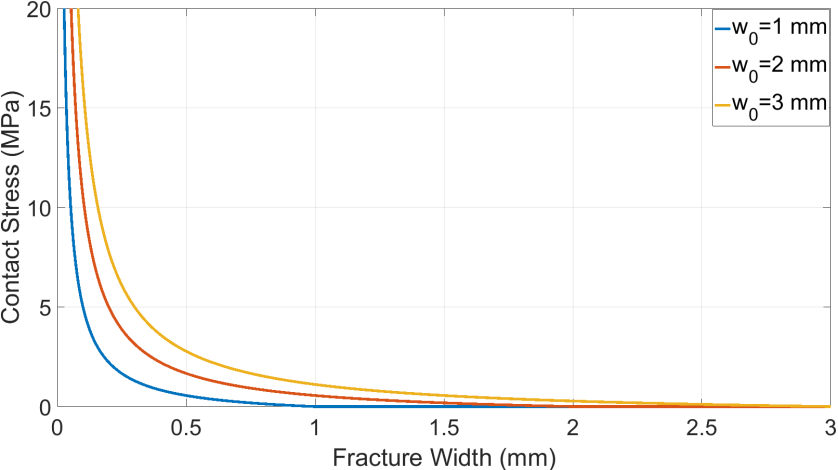 20
15
10
5
0
Contact Stress (MPa)
w0=1 mm
w0=2 mm
w0=3 mm
0 0.5 1 1.5 2 2.5 3
Fracture Width (mm)